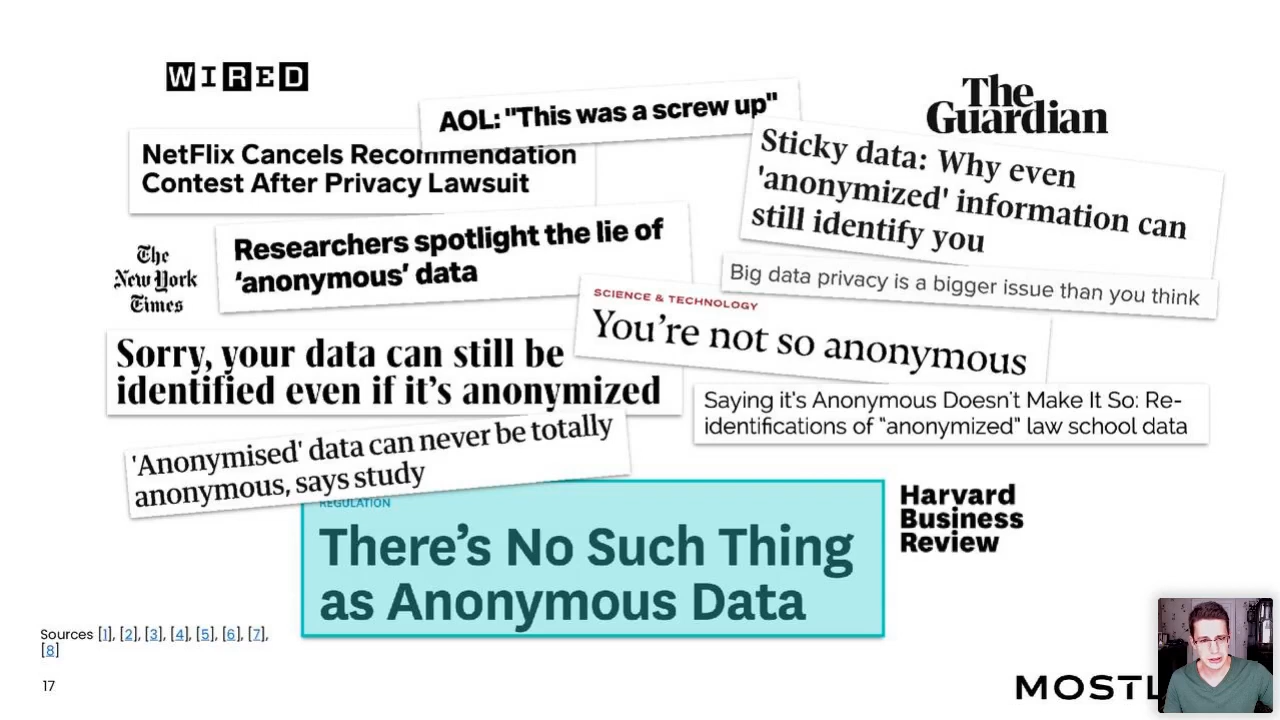 WIRED
AOL: "This was a screw up"
The
Guardian
NetFlix Cancels Recommendation
Contest After Privacy Lawsuit
Sticky data: Why even
'anonymized' information can
still identify you
Researchers spotlight the lie of
‘anonymous’ data
The
New York
Times
Big data privacy is a bigger issue than you think
SCIENCE & TECHNOLOGY
You’re not so anonymous
Sorry, your data can still be
identified even if it’s anonymized
Saying it's Anonymous Doesn't Make It So: Re-
identifications of "anonymized" law school data
'Anonymised' data can never be totally
anonymous, says study
REGULATION
There’s No Such Thing
as Anonymous Data
Harvard
Business
Review
Sources [1], [2], [3], [4], [5], [6], [7],
[8]
17
MOSTL